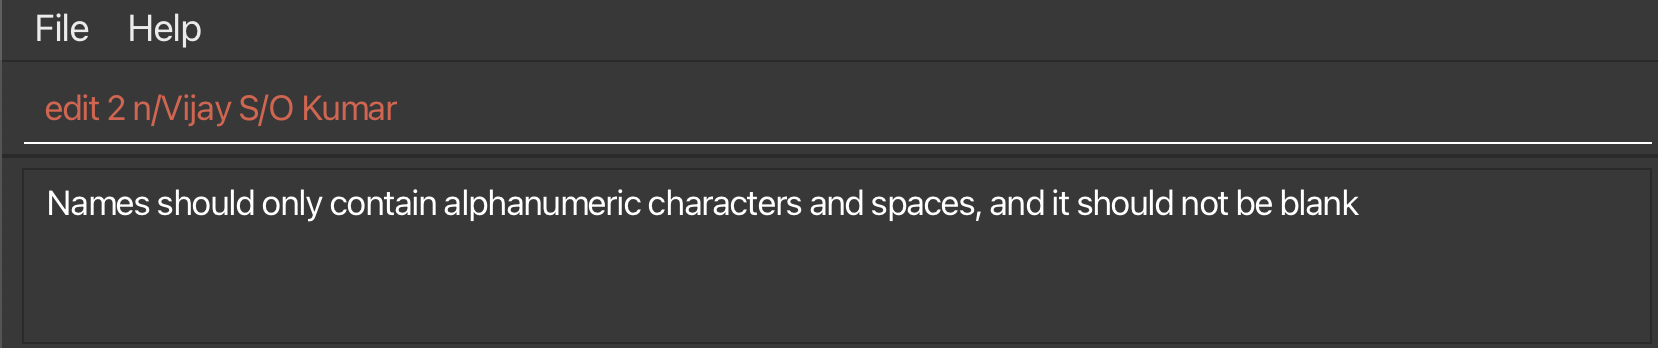 File Help
edit 2 n/Vijay S/O Kumar
Names should only contain alphanumeric characters and spaces, and it should not be blank